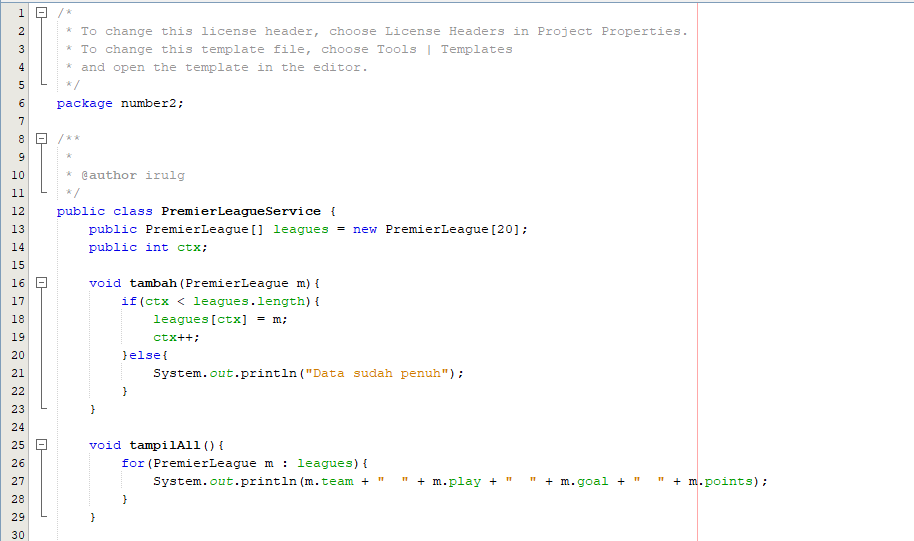 1 /*
2 * To change this license header, choose License Headers in Project Properties.
3 * To change this template file, choose Tools | Templates
4 * and open the template in the editor.
5 */
6 package number2;
7
8 /**
9 *
10 * @author irulg
11 */
12 public class PremierLeagueService {
13 public PremierLeague[] leagues = new PremierLeague[20];
14 public int ctx;
15
16 void tambah(PremierLeague m){
17 if(ctx < leagues.length){
18 leagues[ctx] = m;
19 ctx++;
20 }else{
21 System.out.println("Data sudah penuh");
22 }
23 }
24
25 void tampilAll(){
26 for(PremierLeague m : leagues){
27 System.out.println(m.team + "  " + m.play + "  " + m.goal + "  " + m.points);
28 }
29 }
30